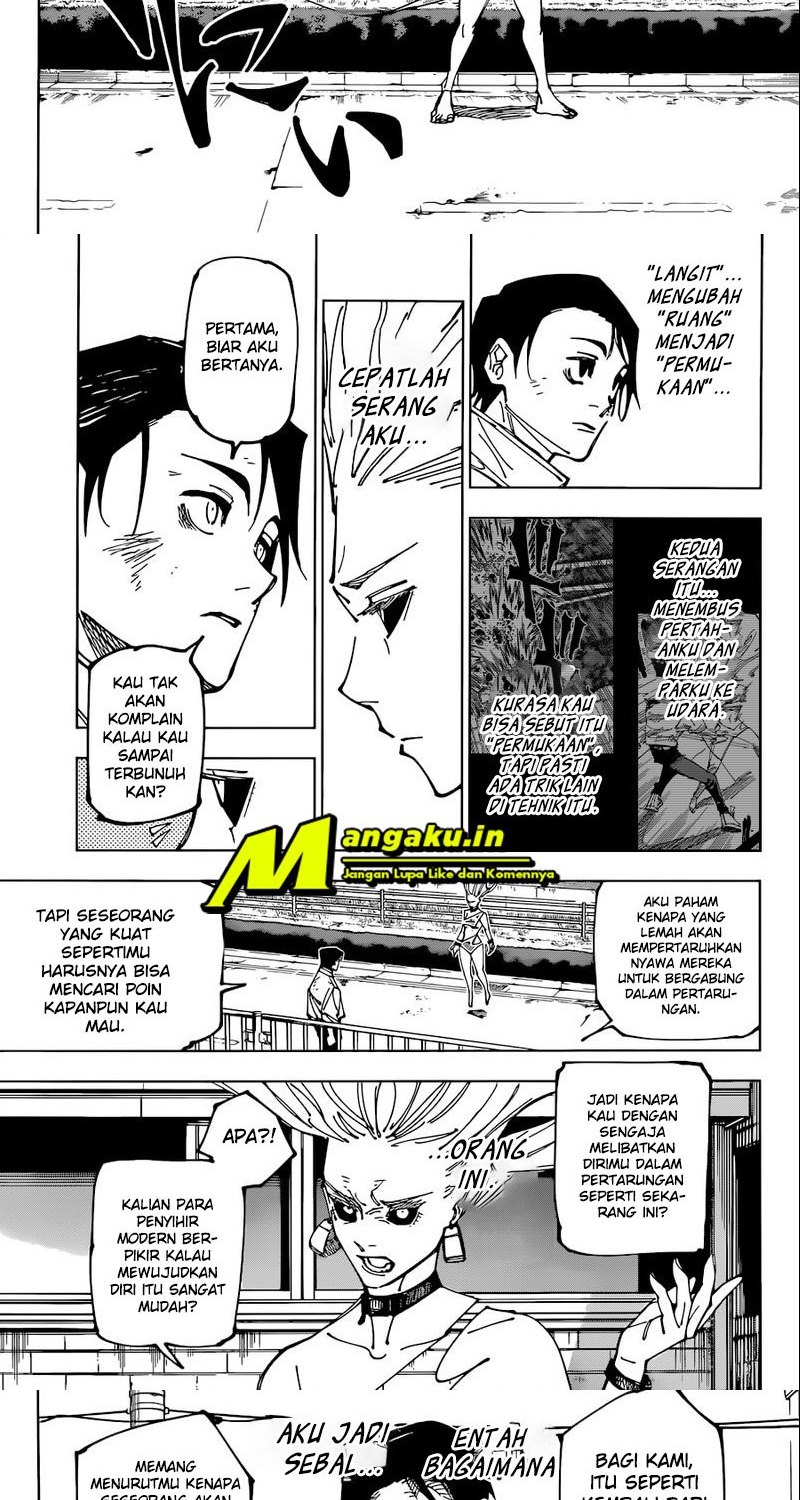 い
"LANGIT"...
MENGUBAH
"RUANG"
MENJADI
"PERMU-
KAAN"...
KEDUA
SERANGAN
ITU...
MENEMBUS
PERTAH-
ANKU DAN
MELEM-
PARKU KE
UDARA.
KURASA KAU
BISA SEBUT ITU
"PERMUKAAN",
TAPI PASTI
ADA TRIK LAIN
DI TEHNIK ITU.
CEPATLAH
SERANG
AKU...
PERTAMA,
BIAR AKU
BERTANYA.
KAU TAK
AKAN
KOMPLAIN
KALAU KAU
SAMPAI
TERBUNUH
KAN?
Mangaku.in
Jangan Lupa Like dan Komennya
AKU PAHAM
KENAPA YANG
LEMAH AKAN
MEMPERTARUHKAN
NYAWA MEREKA
UNTUK BERGABUNG
DALAM PERTARU-
NGAN.
TAPI SESEORANG
YANG KUAT
SEPERTIMU
HARUSNYA BISA
MENCARI POIN
KAPANPUN KAU
MAU.
JADI KENAPA
KAU DENGAN
SENGAJA
MELIBATKAN
DIRIMU DALAM
PERTARUNGAN
SEPERTI SEKA-
RANG INI?
...ORANG
INI.
APA?!
KALIAN PARA
PENYIHIR
MODERN BER-
PIKIR KALAU
MEWUJUDKAN
DIRI ITU SANGAT
MUDAH?
BAGI KAMI,
ITU SEPERTI
ENTAH
BAGAIMANA
AKU JADI
SEBAL...
MEMANG
MENURUTMU KENAPA
SESEORANG AKAN